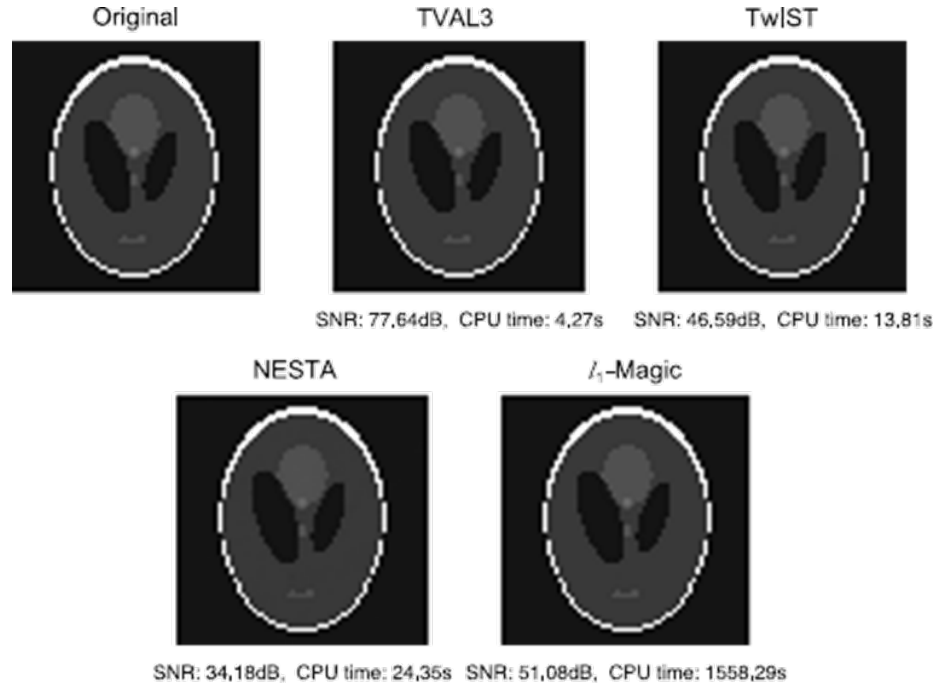 Original
TVAL3
TwIST
SNR: 77.64dB, CPU time: 4.27s
SNR: 46.59dB, CPU time: 13.81s
NESTA
l₁-Magic
SNR: 34.18dB, CPU time: 24.35s
SNR: 51.08dB, CPU time: 1558.29s